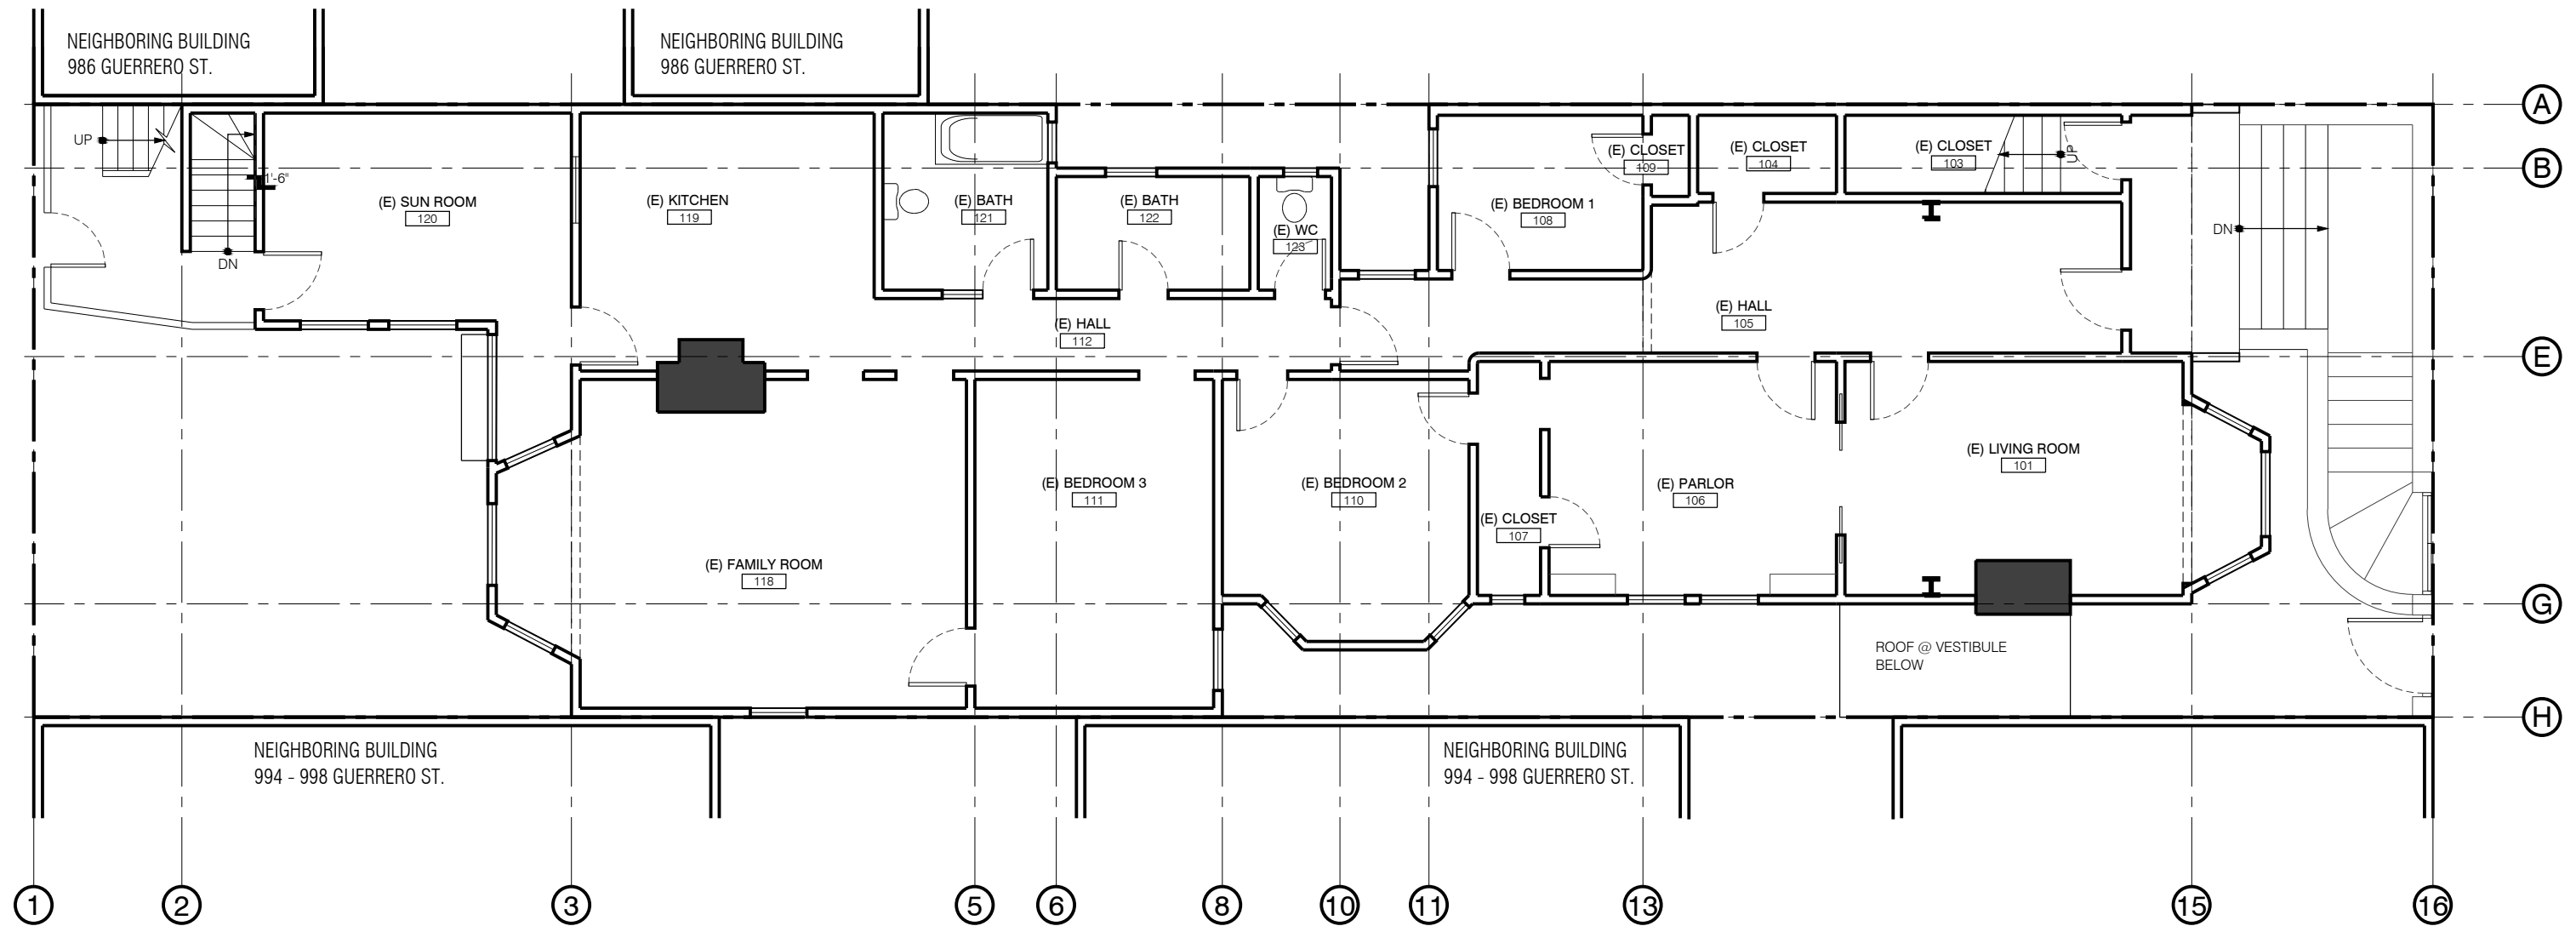 NEIGHBORING BUILDING
986 GUERRERO ST.
NEIGHBORING BUILDING
986 GUERRERO ST.
A
UP
1'-6"
DN
(E) SUN ROOM
120
(E) KITCHEN
119
(E) BATH
121
(E) BATH
122
(E) WC
123
(E) BEDROOM 1
108
(E) CLOSET
109
(E) CLOSET
104
(E) CLOSET
103
UP
B
DN
(E) HALL
112
(E) HALL
105
E
(E) FAMILY ROOM
118
(E) BEDROOM 3
111
(E) BEDROOM 2
110
(E) CLOSET
107
(E) PARLOR
106
(E) LIVING ROOM
101
G
ROOF @ VESTIBULE
BELOW
H
NEIGHBORING BUILDING
994 - 998 GUERRERO ST.
NEIGHBORING BUILDING
994 - 998 GUERRERO ST.
1
2
3
5
6
8
10
11
13
15
16